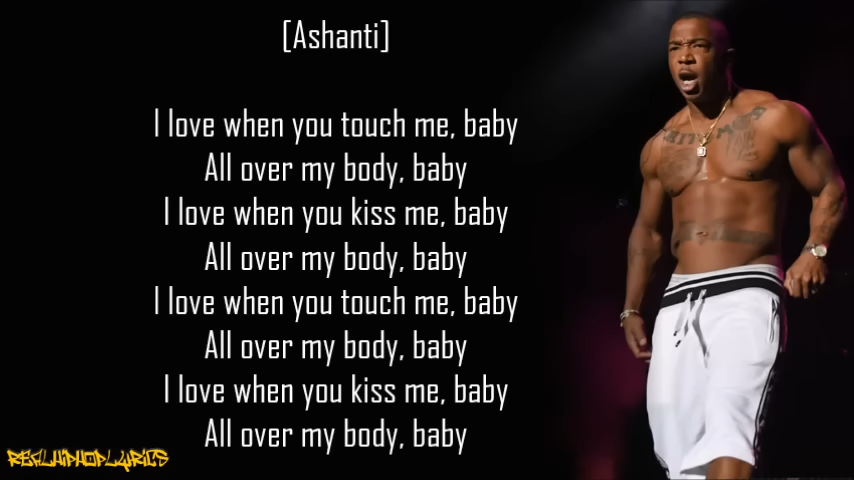 [Ashanti]
I love when you touch me, baby
All over my body, baby
I love when you kiss me, baby
All over my body, baby
I love when you touch me, baby
All over my body, baby
I love when you kiss me, baby
All over my body, baby
REALHIPHOPLYRICS